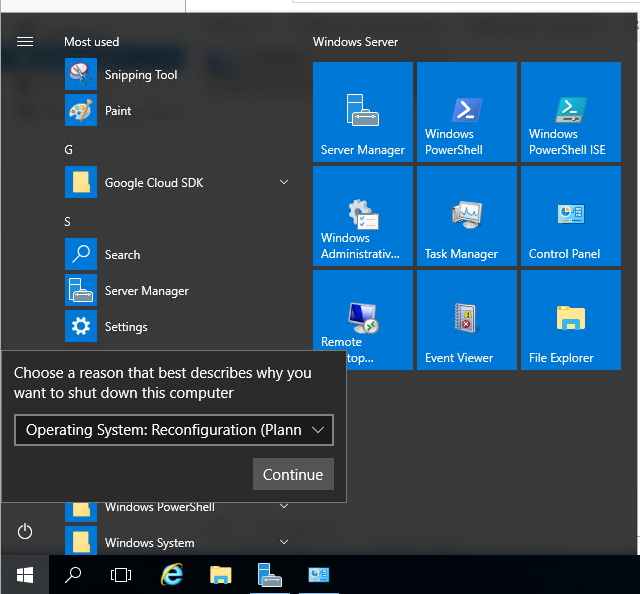 Most used
Snipping Tool
Paint
G
Google Cloud SDK
S
Search
Server Manager
Settings
Choose a reason that best describes why you
want to shut down this computer
Operating System: Reconfiguration (Plann
Continue
Windows PowerShell
Windows System
Windows Server
Server Manager
Windows
PowerShell
Windows
PowerShell ISE
Windows
Administrativ...
Task Manager
Control Panel
Remote
top...
Event Viewer
File Explorer